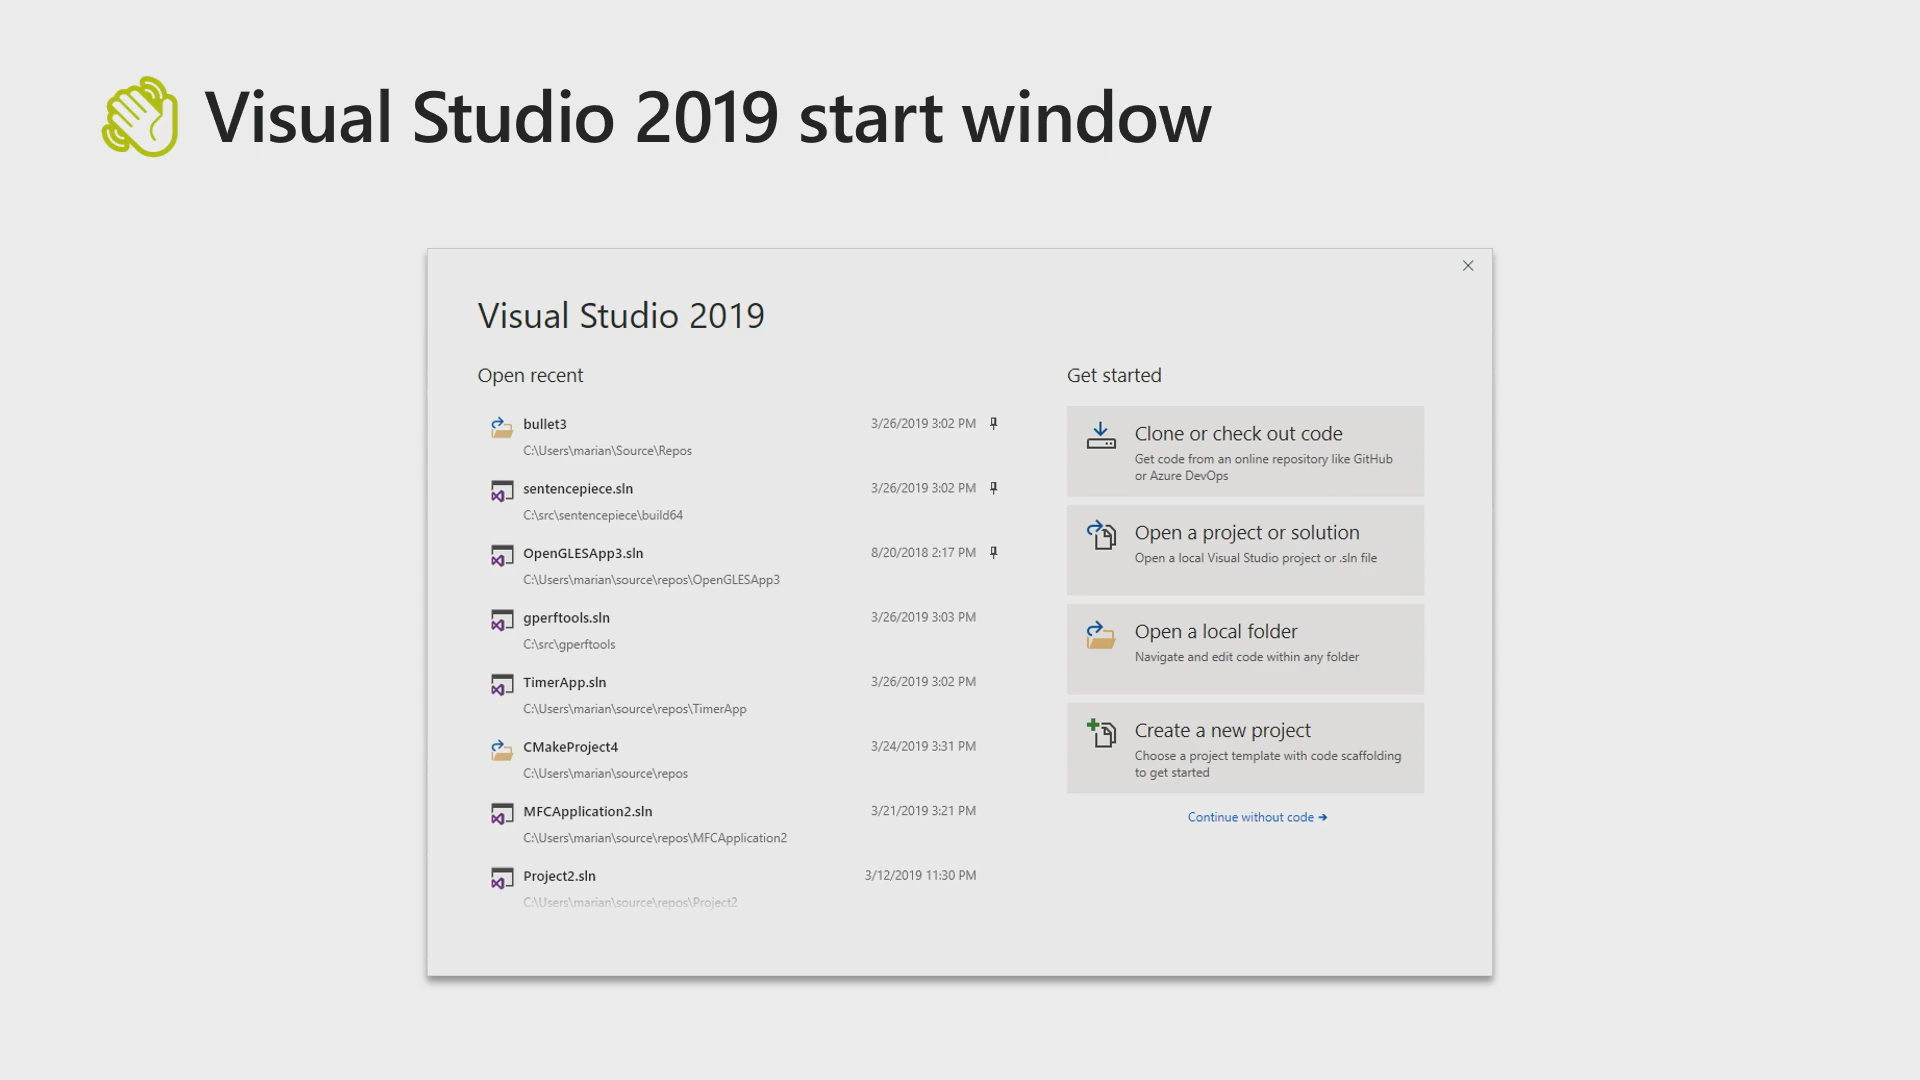 Visual Studio 2019 start window
Visual Studio 2019
Open recent
bullet3
3/26/2019 3:02 PM
C:\Users\marian\Source\Repos
sentencepiece.sln
3/26/2019 3:02 PM
C:\src\sentencepiece\build64
OpenGLESApp3.sln
8/20/2018 2:17 PM
C:\Users\marian\source\repos\OpenGLESApp3
gperftools.sln
3/26/2019 3:03 PM
C:\src\gperftools
TimerApp.sln
3/26/2019 3:02 PM
C:\Users\marian\source\repos\TimerApp
CMakeProject4
3/24/2019 3:31 PM
C:\Users\marian\source\repos
MFCApplication2.sln
3/21/2019 3:21 PM
C:\Users\marian\source\repos\MFCApplication2
Project2.sln
3/12/2019 11:30 PM
C:\Users\marian\source\repos\Project2
Get started
Clone or check out code
Get code from an online repository like GitHub
or Azure DevOps
Open a project or solution
Open a local Visual Studio project or .sln file
Open a local folder
Navigate and edit code within any folder
Create a new project
Choose a project template with code scaffolding
to get started
Continue without code →